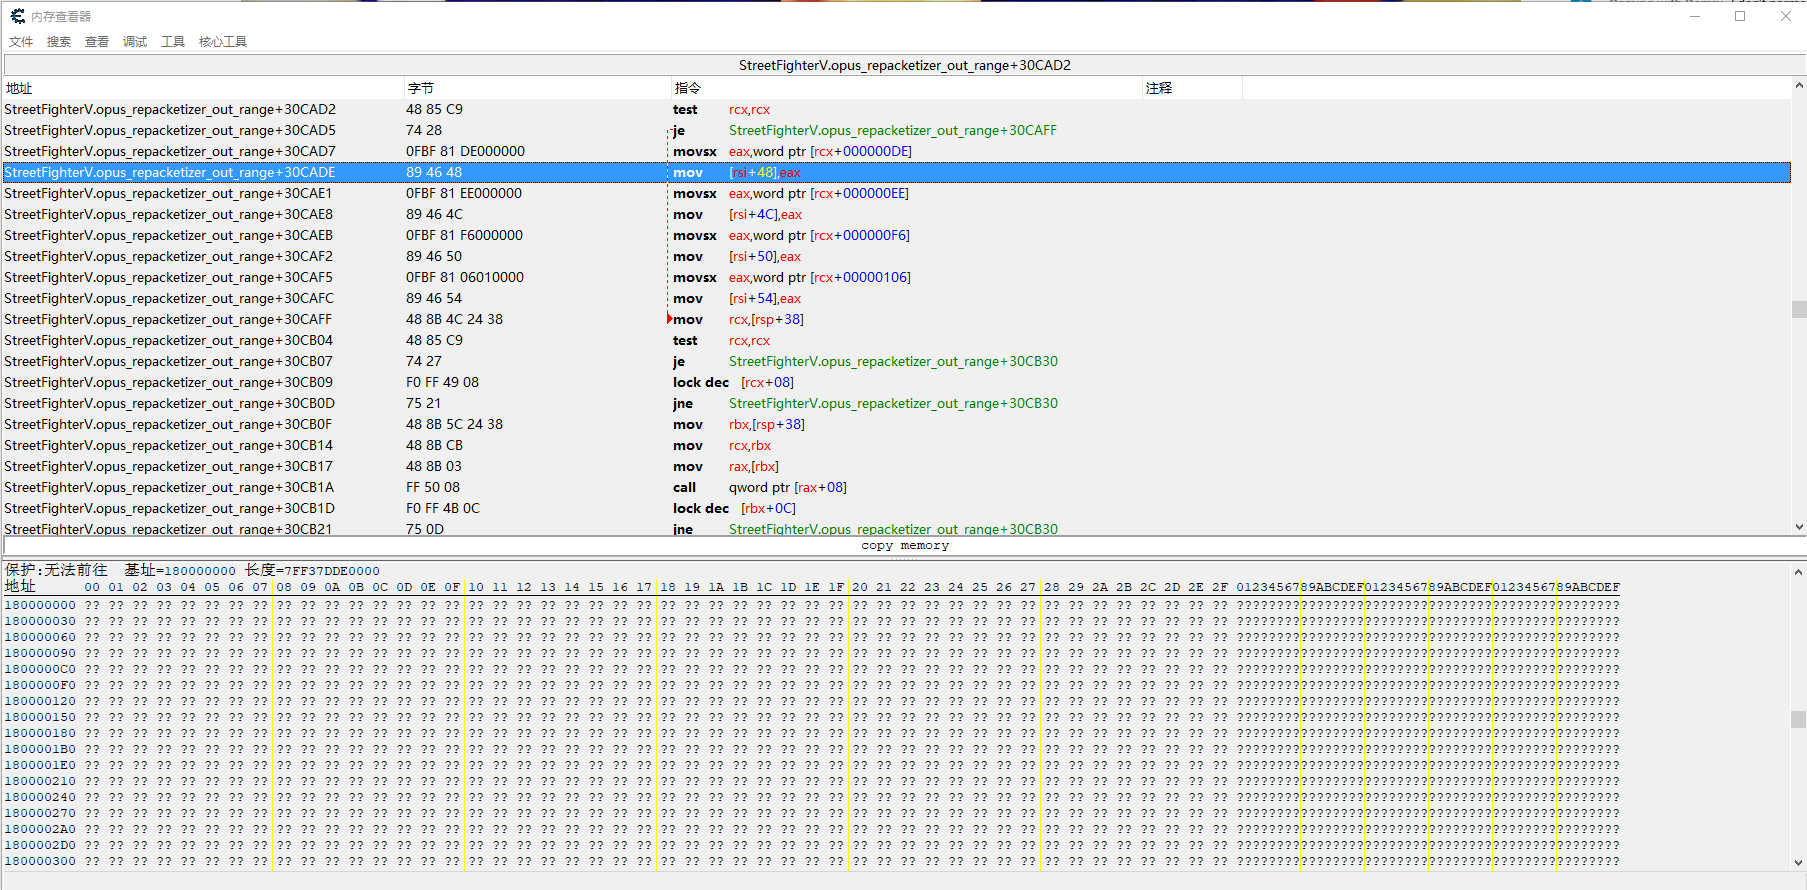 内存查看器
文件 搜索 查看 调试 工具 核心工具
StreetFighterV.opus_repacketizer_out_range+30CAD2
地址 字节 指令 注释
StreetFighterV.opus_repacketizer_out_range+30CAD2 48 85 C9 test rcx,rcx
StreetFighterV.opus_repacketizer_out_range+30CAD5 74 28 je StreetFighterV.opus_repacketizer_out_range+30CAFF
StreetFighterV.opus_repacketizer_out_range+30CAD7 0FBF 81 DE000000 movsx eax,word ptr [rcx+000000DE]
StreetFighterV.opus_repacketizer_out_range+30CADE 89 46 48 mov [rsi+48],eax
StreetFighterV.opus_repacketizer_out_range+30CAE1 0FBF 81 EE000000 movsx eax,word ptr [rcx+000000EE]
StreetFighterV.opus_repacketizer_out_range+30CAE8 89 46 4C mov [rsi+4C],eax
StreetFighterV.opus_repacketizer_out_range+30CAEB 0FBF 81 F6000000 movsx eax,word ptr [rcx+000000F6]
StreetFighterV.opus_repacketizer_out_range+30CAF2 89 46 50 mov [rsi+50],eax
StreetFighterV.opus_repacketizer_out_range+30CAF5 0FBF 81 06010000 movsx eax,word ptr [rcx+00000106]
StreetFighterV.opus_repacketizer_out_range+30CAFC 89 46 54 mov [rsi+54],eax
StreetFighterV.opus_repacketizer_out_range+30CAFF 48 8B 4C 24 38 mov rcx,[rsp+38]
StreetFighterV.opus_repacketizer_out_range+30CB04 48 85 C9 test rcx,rcx
StreetFighterV.opus_repacketizer_out_range+30CB07 74 27 je StreetFighterV.opus_repacketizer_out_range+30CB30
StreetFighterV.opus_repacketizer_out_range+30CB09 F0 FF 49 08 lock dec [rcx+08]
StreetFighterV.opus_repacketizer_out_range+30CB0D 75 21 jne StreetFighterV.opus_repacketizer_out_range+30CB30
StreetFighterV.opus_repacketizer_out_range+30CB0F 48 8B 5C 24 38 mov rbx,[rsp+38]
StreetFighterV.opus_repacketizer_out_range+30CB14 48 8B CB mov rcx,rbx
StreetFighterV.opus_repacketizer_out_range+30CB17 48 8B 03 mov rax,[rbx]
StreetFighterV.opus_repacketizer_out_range+30CB1A FF 50 08 call qword ptr [rax+08]
StreetFighterV.opus_repacketizer_out_range+30CB1D F0 FF 4B 0C lock dec [rbx+0C]
StreetFighterV.opus_repacketizer_out_range+30CB21 75 0D jne StreetFighterV.opus_repacketizer_out_range+30CB30
copy memory
保护:无法前往 基址=180000000 长度=7FF37DDE0000
地址 00 01 02 03 04 05 06 07 08 09 0A 0B 0C 0D 0E 0F 10 11 12 13 14 15 16 17 18 19 1A 1B 1C 1D 1E 1F 20 21 22 23 24 25 26 27 28 29 2A 2B 2C 2D 2E 2F 0123456789ABCDEF0123456789ABCDEF0123456789ABCDEF
180000000 ?? ?? ?? ?? ?? ?? ?? ?? ?? ?? ?? ?? ?? ?? ?? ?? ?? ?? ?? ?? ?? ?? ?? ?? ?? ?? ?? ?? ?? ?? ?? ?? ?? ?? ?? ?? ?? ?? ?? ?? ?? ?? ?? ?? ?? ?? ?? ?? ????????????????????????????????????????????????
180000030 ?? ?? ?? ?? ?? ?? ?? ?? ?? ?? ?? ?? ?? ?? ?? ?? ?? ?? ?? ?? ?? ?? ?? ?? ?? ?? ?? ?? ?? ?? ?? ?? ?? ?? ?? ?? ?? ?? ?? ?? ?? ?? ?? ?? ?? ?? ?? ?? ????????????????????????????????????????????????
180000060 ?? ?? ?? ?? ?? ?? ?? ?? ?? ?? ?? ?? ?? ?? ?? ?? ?? ?? ?? ?? ?? ?? ?? ?? ?? ?? ?? ?? ?? ?? ?? ?? ?? ?? ?? ?? ?? ?? ?? ?? ?? ?? ?? ?? ?? ?? ?? ?? ????????????????????????????????????????????????
180000090 ?? ?? ?? ?? ?? ?? ?? ?? ?? ?? ?? ?? ?? ?? ?? ?? ?? ?? ?? ?? ?? ?? ?? ?? ?? ?? ?? ?? ?? ?? ?? ?? ?? ?? ?? ?? ?? ?? ?? ?? ?? ?? ?? ?? ?? ?? ?? ?? ????????????????????????????????????????????????
1800000C0 ?? ?? ?? ?? ?? ?? ?? ?? ?? ?? ?? ?? ?? ?? ?? ?? ?? ?? ?? ?? ?? ?? ?? ?? ?? ?? ?? ?? ?? ?? ?? ?? ?? ?? ?? ?? ?? ?? ?? ?? ?? ?? ?? ?? ?? ?? ?? ?? ????????????????????????????????????????????????
1800000F0 ?? ?? ?? ?? ?? ?? ?? ?? ?? ?? ?? ?? ?? ?? ?? ?? ?? ?? ?? ?? ?? ?? ?? ?? ?? ?? ?? ?? ?? ?? ?? ?? ?? ?? ?? ?? ?? ?? ?? ?? ?? ?? ?? ?? ?? ?? ?? ?? ????????????????????????????????????????????????
180000120 ?? ?? ?? ?? ?? ?? ?? ?? ?? ?? ?? ?? ?? ?? ?? ?? ?? ?? ?? ?? ?? ?? ?? ?? ?? ?? ?? ?? ?? ?? ?? ?? ?? ?? ?? ?? ?? ?? ?? ?? ?? ?? ?? ?? ?? ?? ?? ?? ????????????????????????????????????????????????
180000150 ?? ?? ?? ?? ?? ?? ?? ?? ?? ?? ?? ?? ?? ?? ?? ?? ?? ?? ?? ?? ?? ?? ?? ?? ?? ?? ?? ?? ?? ?? ?? ?? ?? ?? ?? ?? ?? ?? ?? ?? ?? ?? ?? ?? ?? ?? ?? ?? ????????????????????????????????????????????????
180000180 ?? ?? ?? ?? ?? ?? ?? ?? ?? ?? ?? ?? ?? ?? ?? ?? ?? ?? ?? ?? ?? ?? ?? ?? ?? ?? ?? ?? ?? ?? ?? ?? ?? ?? ?? ?? ?? ?? ?? ?? ?? ?? ?? ?? ?? ?? ?? ?? ????????????????????????????????????????????????
1800001B0 ?? ?? ?? ?? ?? ?? ?? ?? ?? ?? ?? ?? ?? ?? ?? ?? ?? ?? ?? ?? ?? ?? ?? ?? ?? ?? ?? ?? ?? ?? ?? ?? ?? ?? ?? ?? ?? ?? ?? ?? ?? ?? ?? ?? ?? ?? ?? ?? ????????????????????????????????????????????????
1800001E0 ?? ?? ?? ?? ?? ?? ?? ?? ?? ?? ?? ?? ?? ?? ?? ?? ?? ?? ?? ?? ?? ?? ?? ?? ?? ?? ?? ?? ?? ?? ?? ?? ?? ?? ?? ?? ?? ?? ?? ?? ?? ?? ?? ?? ?? ?? ?? ?? ????????????????????????????????????????????????
180000210 ?? ?? ?? ?? ?? ?? ?? ?? ?? ?? ?? ?? ?? ?? ?? ?? ?? ?? ?? ?? ?? ?? ?? ?? ?? ?? ?? ?? ?? ?? ?? ?? ?? ?? ?? ?? ?? ?? ?? ?? ?? ?? ?? ?? ?? ?? ?? ?? ????????????????????????????????????????????????
180000240 ?? ?? ?? ?? ?? ?? ?? ?? ?? ?? ?? ?? ?? ?? ?? ?? ?? ?? ?? ?? ?? ?? ?? ?? ?? ?? ?? ?? ?? ?? ?? ?? ?? ?? ?? ?? ?? ?? ?? ?? ?? ?? ?? ?? ?? ?? ?? ?? ????????????????????????????????????????????????
180000270 ?? ?? ?? ?? ?? ?? ?? ?? ?? ?? ?? ?? ?? ?? ?? ?? ?? ?? ?? ?? ?? ?? ?? ?? ?? ?? ?? ?? ?? ?? ?? ?? ?? ?? ?? ?? ?? ?? ?? ?? ?? ?? ?? ?? ?? ?? ?? ?? ????????????????????????????????????????????????
1800002A0 ?? ?? ?? ?? ?? ?? ?? ?? ?? ?? ?? ?? ?? ?? ?? ?? ?? ?? ?? ?? ?? ?? ?? ?? ?? ?? ?? ?? ?? ?? ?? ?? ?? ?? ?? ?? ?? ?? ?? ?? ?? ?? ?? ?? ?? ?? ?? ?? ????????????????????????????????????????????????
1800002D0 ?? ?? ?? ?? ?? ?? ?? ?? ?? ?? ?? ?? ?? ?? ?? ?? ?? ?? ?? ?? ?? ?? ?? ?? ?? ?? ?? ?? ?? ?? ?? ?? ?? ?? ?? ?? ?? ?? ?? ?? ?? ?? ?? ?? ?? ?? ?? ?? ????????????????????????????????????????????????
180000300 ?? ?? ?? ?? ?? ?? ?? ?? ?? ?? ?? ?? ?? ?? ?? ?? ?? ?? ?? ?? ?? ?? ?? ?? ?? ?? ?? ?? ?? ?? ?? ?? ?? ?? ?? ?? ?? ?? ?? ?? ?? ?? ?? ?? ?? ?? ?? ?? ????????????????????????????????????????????????